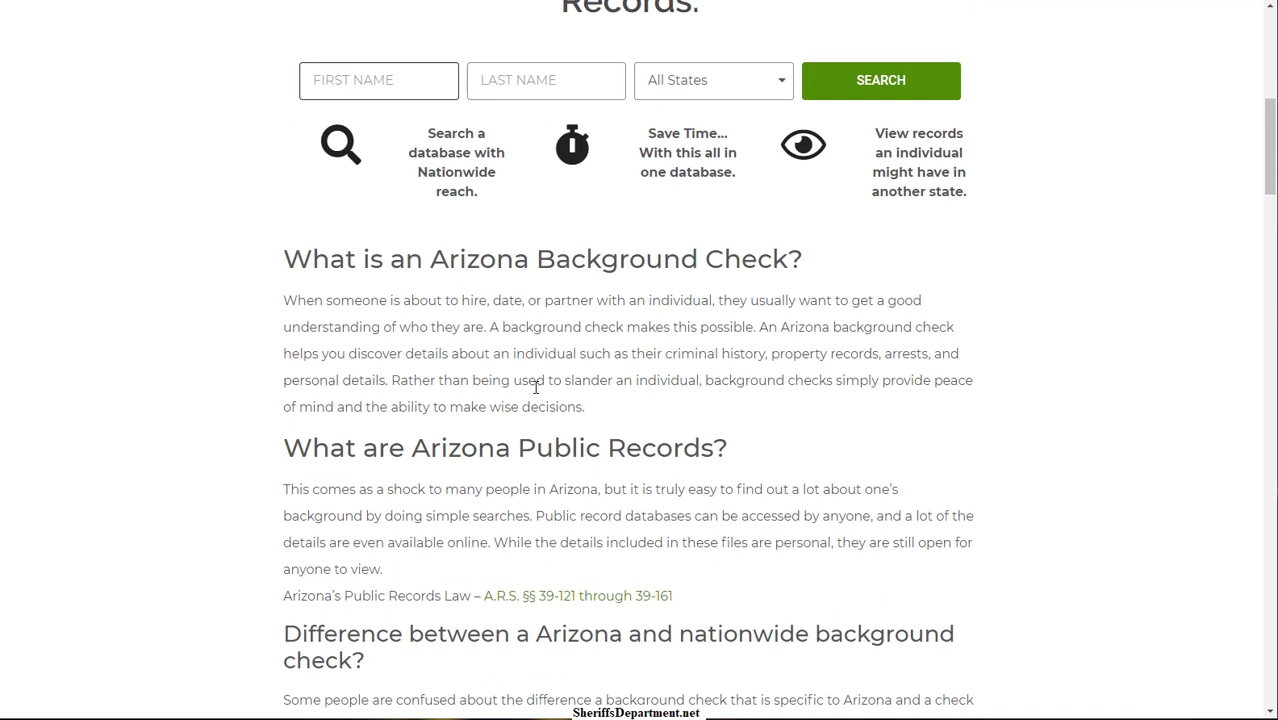 Records.
FIRST NAME
LAST NAME
All States
SEARCH
Search a
database with
Nationwide
reach.
Save Time...
With this all in
one database.
View records
an individual
might have in
another state.
What is an Arizona Background Check?
When someone is about to hire, date, or partner with an individual, they usually want to get a good
understanding of who they are. A background check makes this possible. An Arizona background check
helps you discover details about an individual such as their criminal history, property records, arrests, and
personal details. Rather than being used to slander an individual, background checks simply provide peace
of mind and the ability to make wise decisions.
What are Arizona Public Records?
This comes as a shock to many people in Arizona, but it is truly easy to find out a lot about one’s
background by doing simple searches. Public record databases can be accessed by anyone, and a lot of the
details are even available online. While the details included in these files are personal, they are still open for
anyone to view.
Arizona’s Public Records Law – A.R.S. §§ 39-121 through 39-161
Difference between a Arizona and nationwide background
check?
Some people are confused about the difference a background check that is specific to Arizona and a check
SheriffsDepartment.net